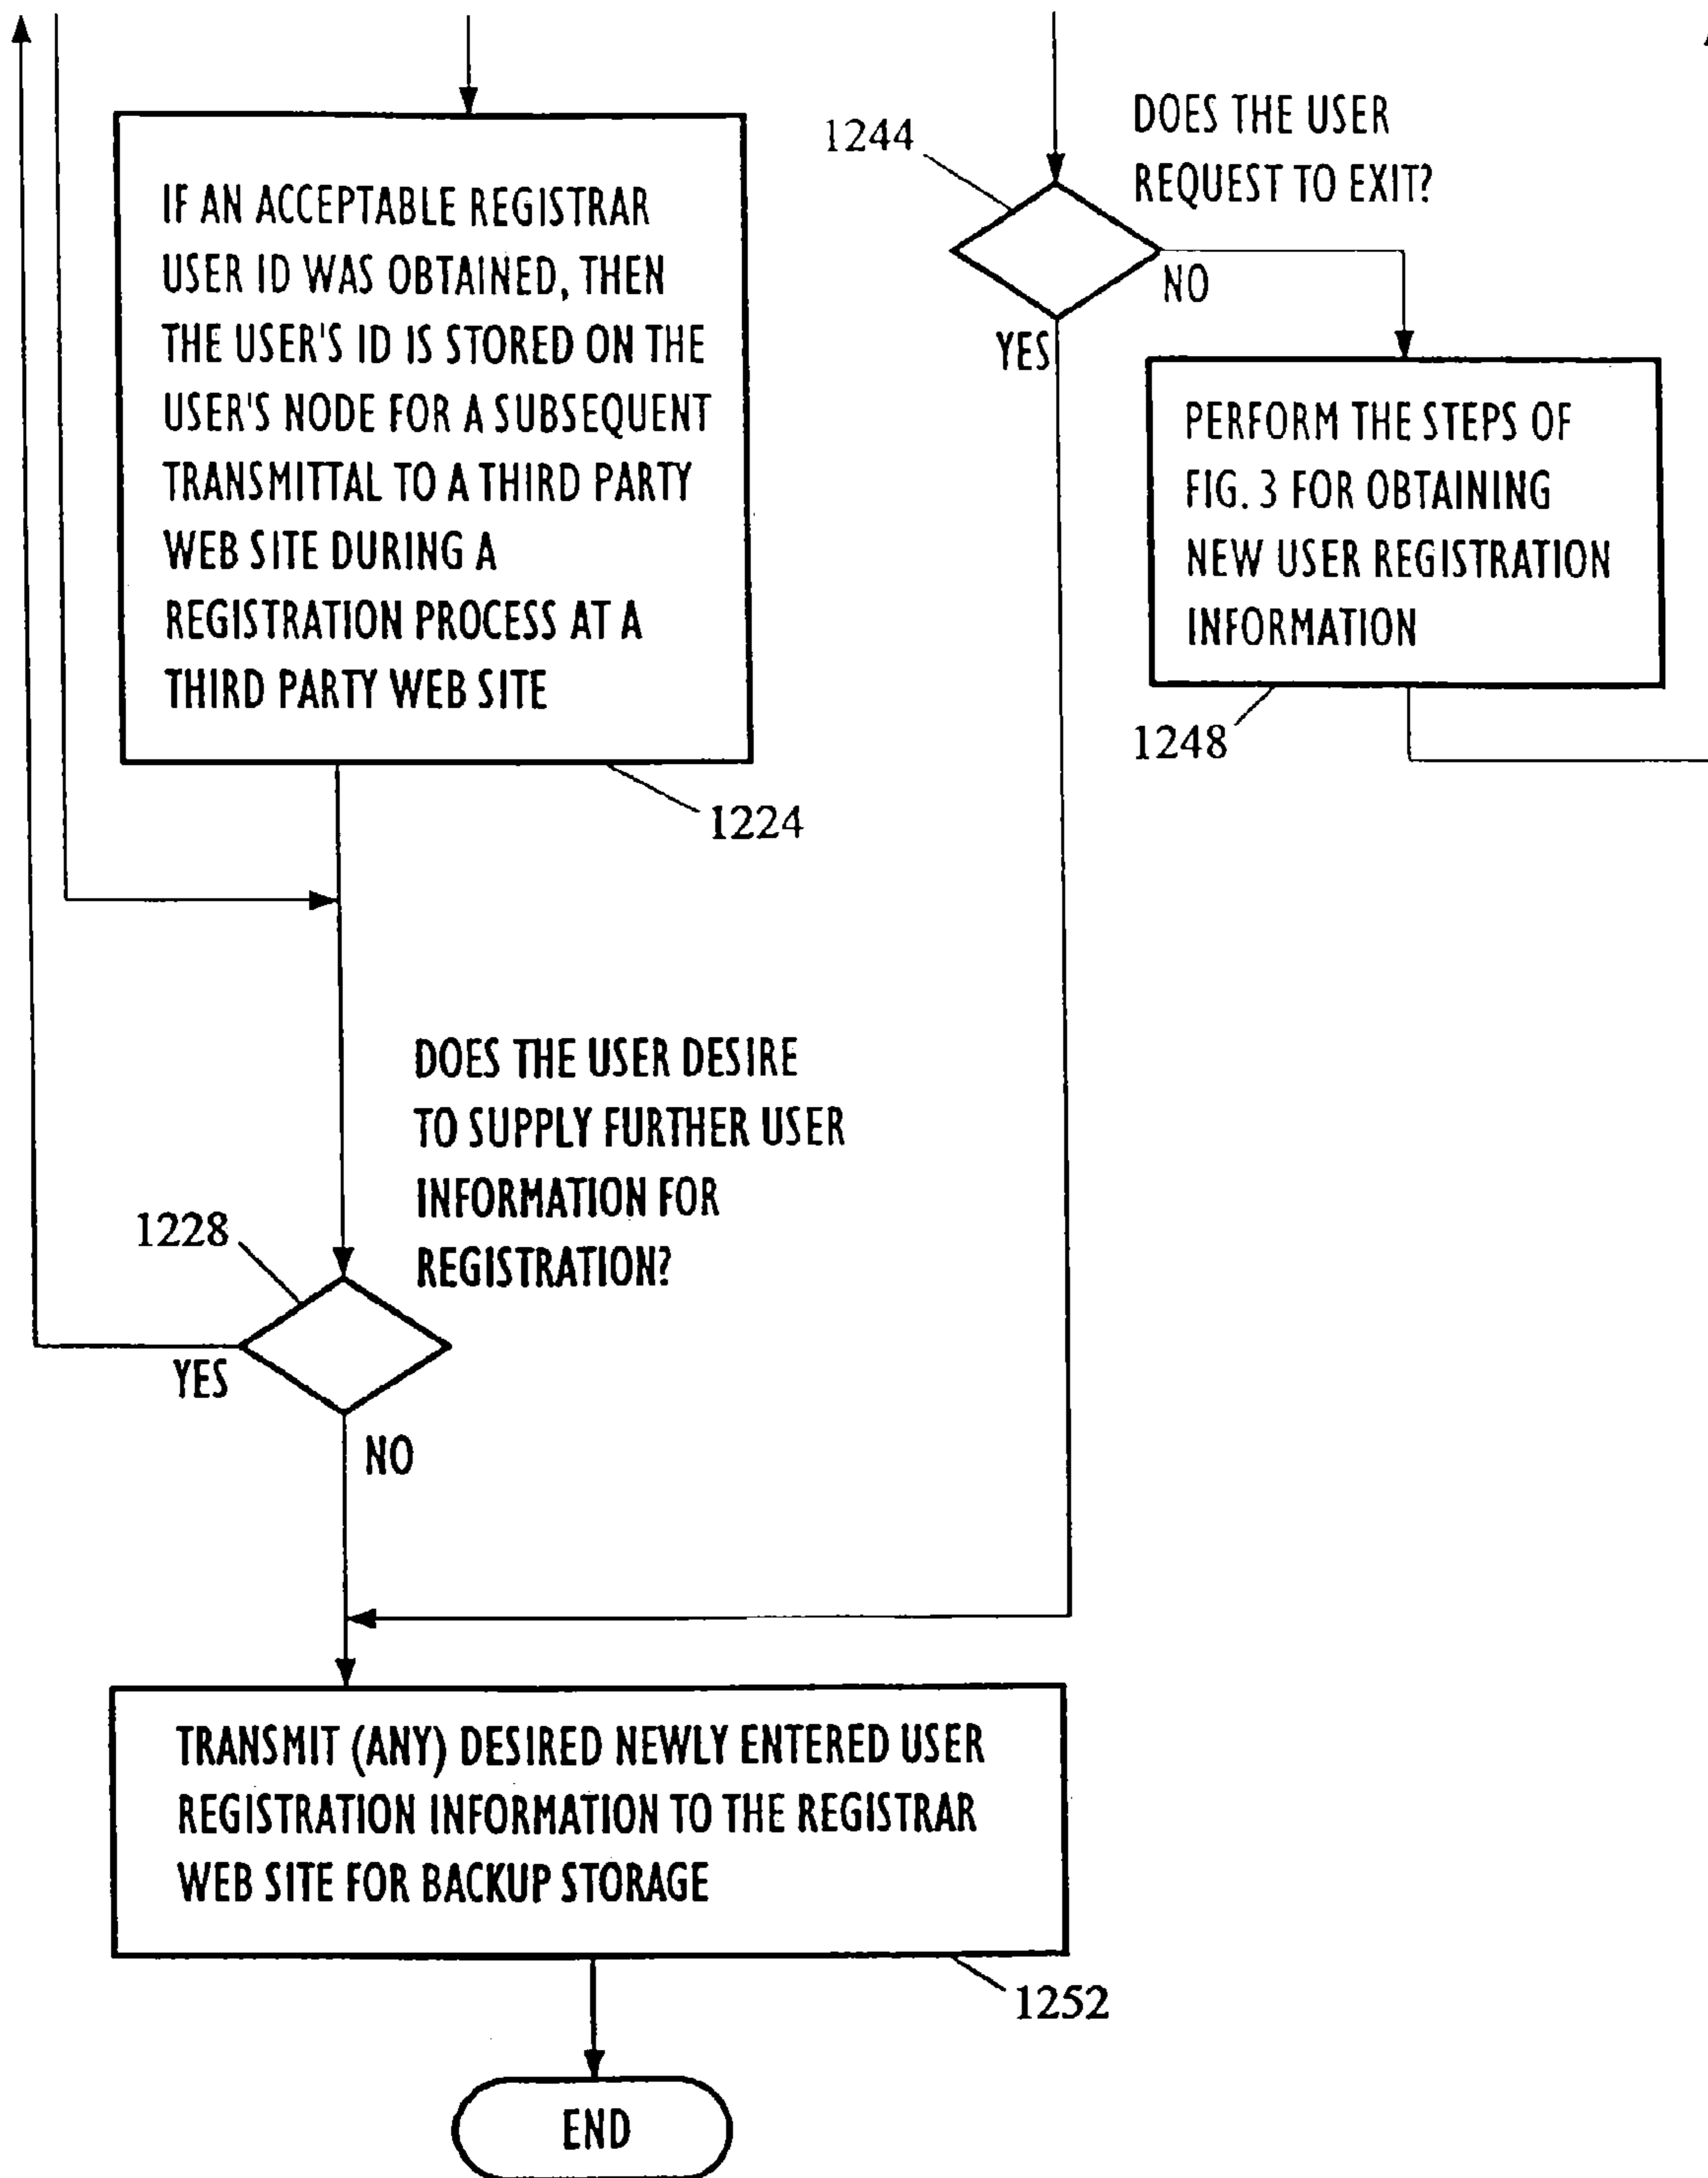 IF AN ACCEPTABLE REGISTRAR
USER ID WAS OBTAINED, THEN
THE USER'S ID IS STORED ON THE
USER'S NODE FOR A SUBSEQUENT
TRANSMITTAL TO A THIRD PARTY
WEB SITE DURING A
REGISTRATION PROCESS AT A
THIRD PARTY WEB SITE
1224
1244
DOES THE USER
REQUEST TO EXIT?
NO
YES
PERFORM THE STEPS OF
FIG. 3 FOR OBTAINING
NEW USER REGISTRATION
INFORMATION
1248
DOES THE USER DESIRE
TO SUPPLY FURTHER USER
INFORMATION FOR
REGISTRATION?
1228
YES
NO
TRANSMIT (ANY) DESIRED NEWLY ENTERED USER
REGISTRATION INFORMATION TO THE REGISTRAR
WEB SITE FOR BACKUP STORAGE
1252
END